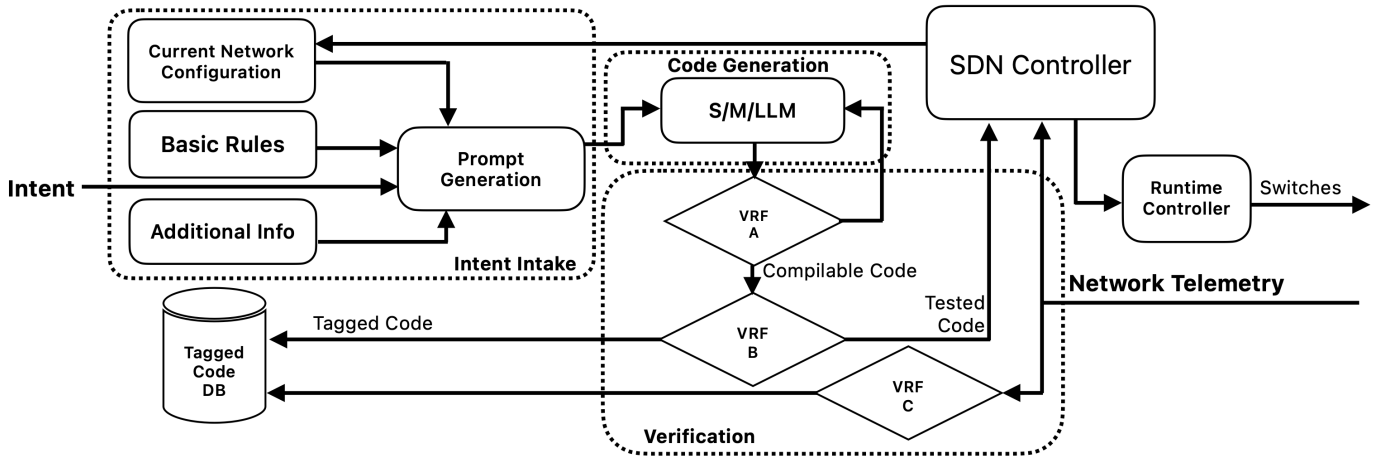 Current Network
Configuration
Basic Rules
Intent
Additional Info
Prompt
Generation
Intent Intake
Code Generation
S/M/LLM
SDN Controller
Runtime
Controller
Switches
VRF
A
Compilable Code
Network Telemetry
Tested
Code
Tagged Code
VRF
B
Tagged
Code
DB
VRF
C
Verification